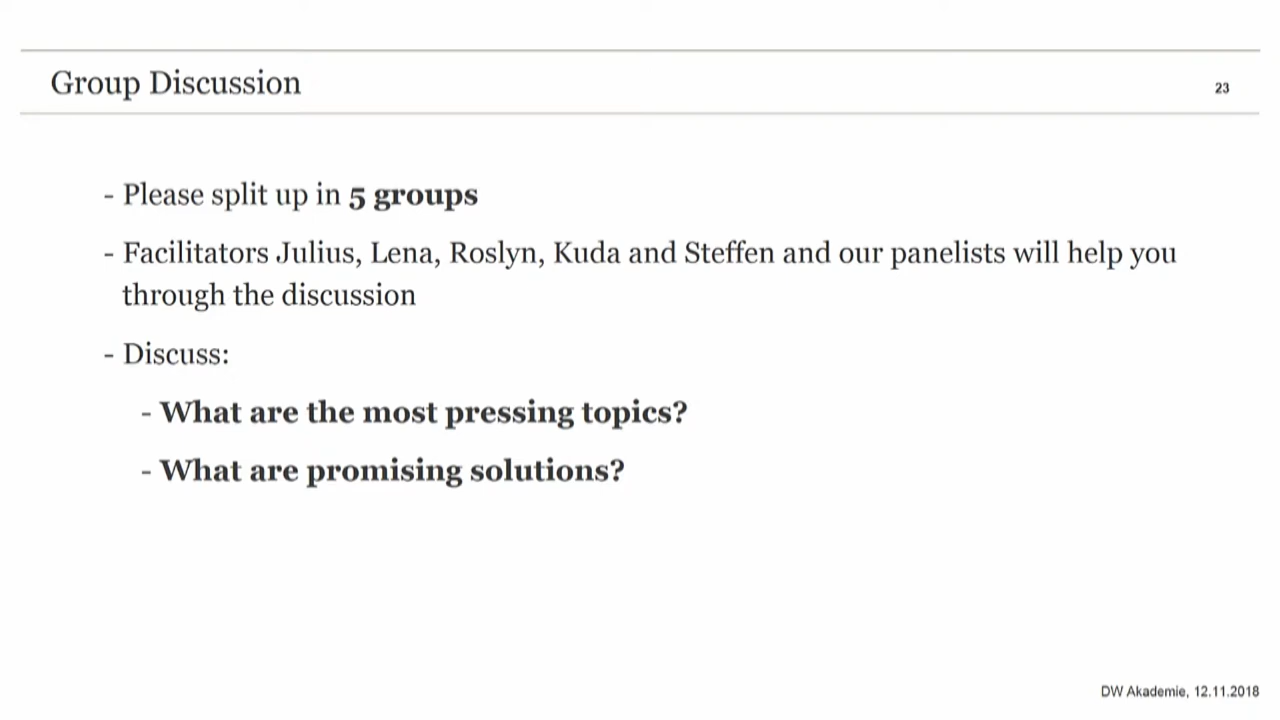 Group Discussion
23
- Please split up in 5 groups
- Facilitators Julius, Lena, Roslyn, Kuda and Steffen and our panelists will help you
through the discussion
- Discuss:
- What are the most pressing topics?
- What are promising solutions?
DW Akademie, 12.11.2018